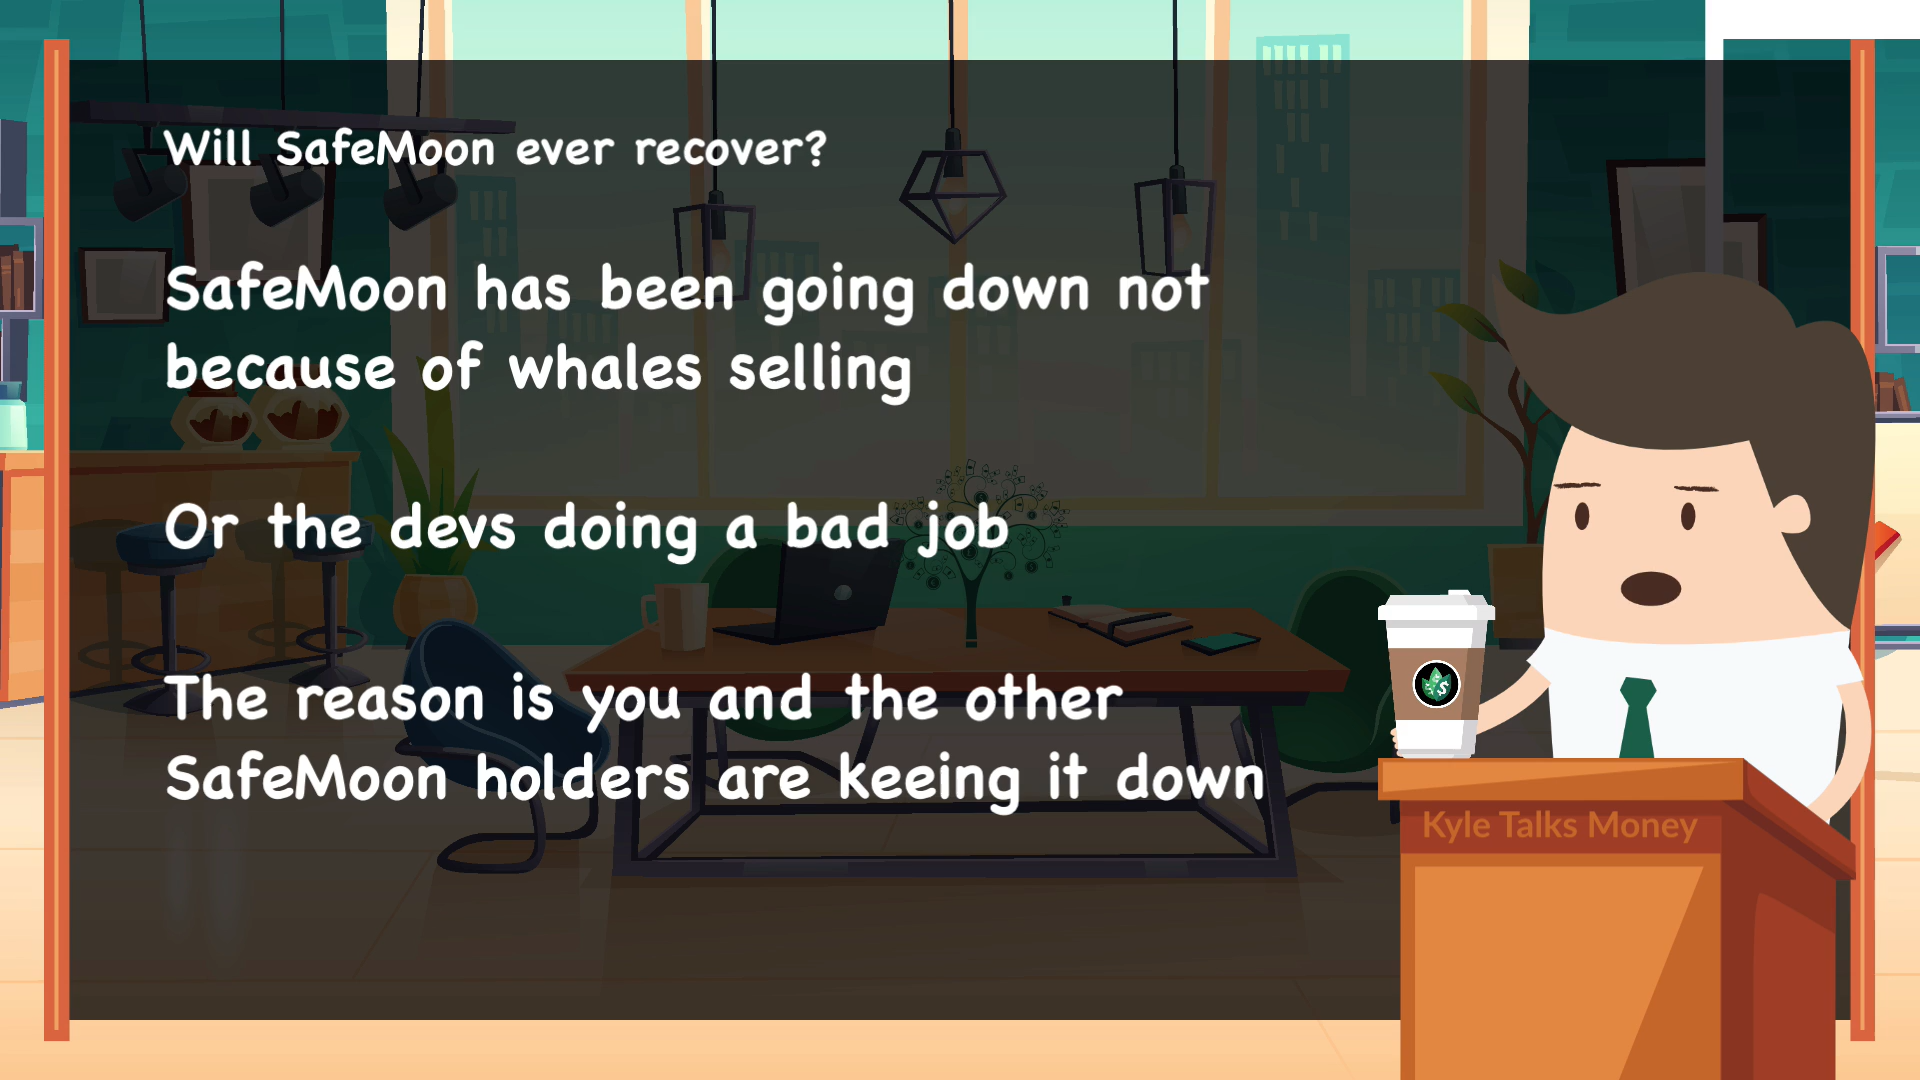 Will SafeMoon ever recover?
SafeMoon has been going down not
because of whales selling
Or the devs doing a bad job
The reason is you and the other
SafeMoon holders are keeing it down
Kyle Talks Money